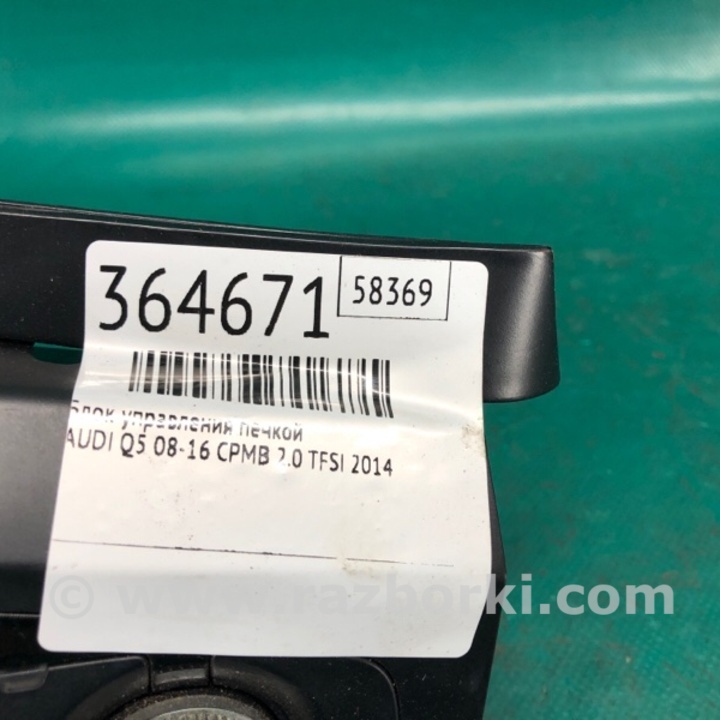 364671
58369
Блок управления печкой
AUDI Q5 08-16 CPMB 2.0 TFSI 2014
© www.razborki.com